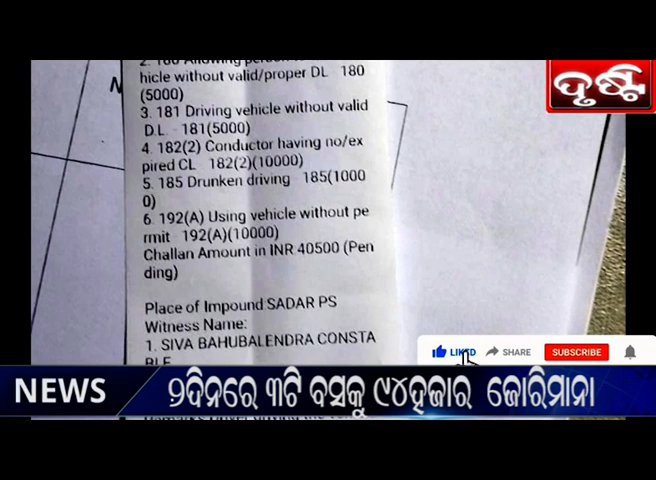 ଦୃଷ୍ଟି
hicle without valid/proper DL 180
(5000)
3. 181 Driving vehicle without valid
D.L. - 181(5000)
4. 182(2) Conductor having no/ex
pired CL 182(2)(10000)
5. 185 Drunken driving 185(1000
0)
6. 192(A) Using vehicle without pe
rmit 192(A)(10000)
Challan Amount in INR 40500 (Pen
ding)
Place of Impound SADAR PS
Witness Name:
1. SIVA BAHUBALENDRA CONSTA
BLE
LIKED SHARE SUBSCRIBE
NEWS ୨ଦିନରେ ୩ଟି ବସକୁ ୯୪ହଜାର ଜୋରିମାନା